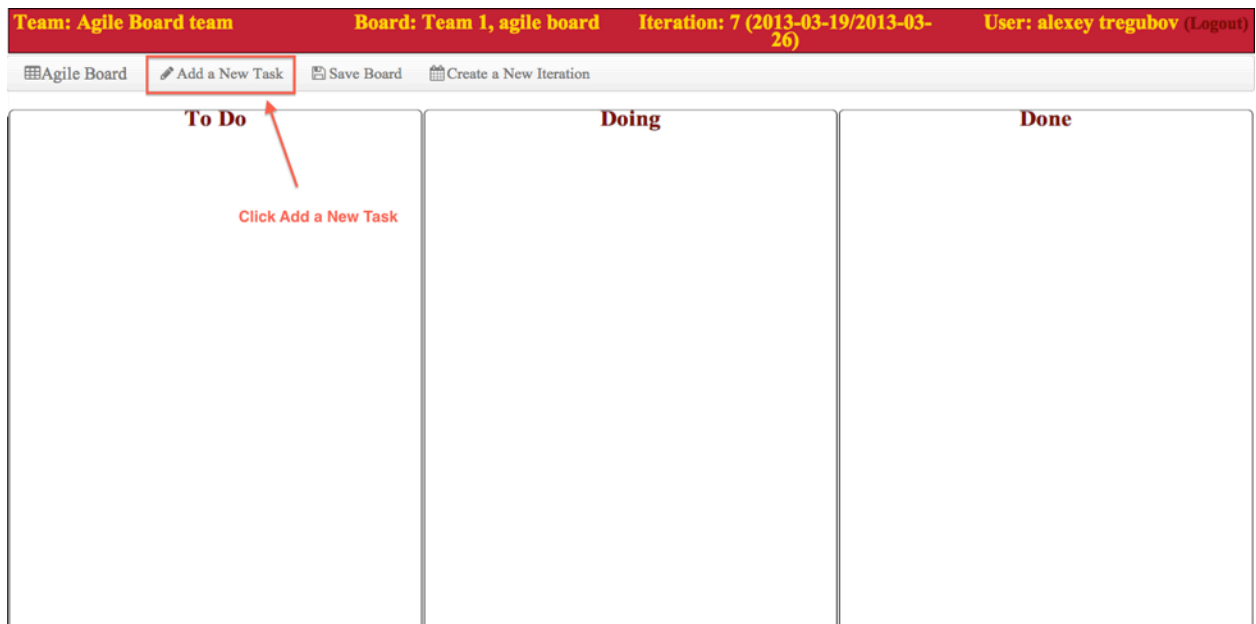 Team: Agile Board team Board: Team 1, agile board Iteration: 7 (2013-03-19/2013-03-
26) User: alexey tregubov (Logout)
Agile Board Add a New Task Save Board Create a New Iteration
To Do Doing Done
Click Add a New Task